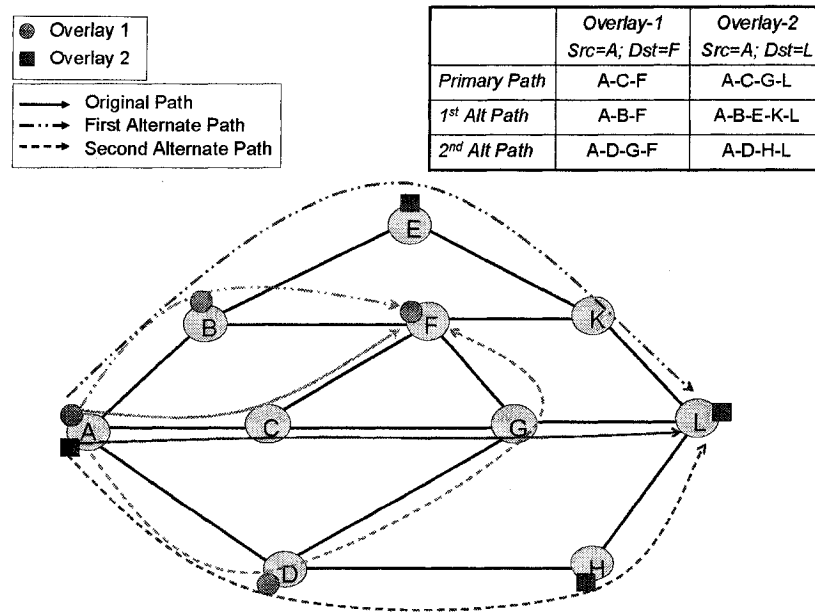 Overlay 1
Overlay 2
Original Path
First Alternate Path
Second Alternate Path
Overlay-1 Overlay-2
Src=A; Dst=F Src=A; Dst=L
Primary Path A-C-F A-C-G-L
1st Alt Path A-B-F A-B-E-K-L
2nd Alt Path A-D-G-F A-D-H-L
E
B F K
A C G L
D H